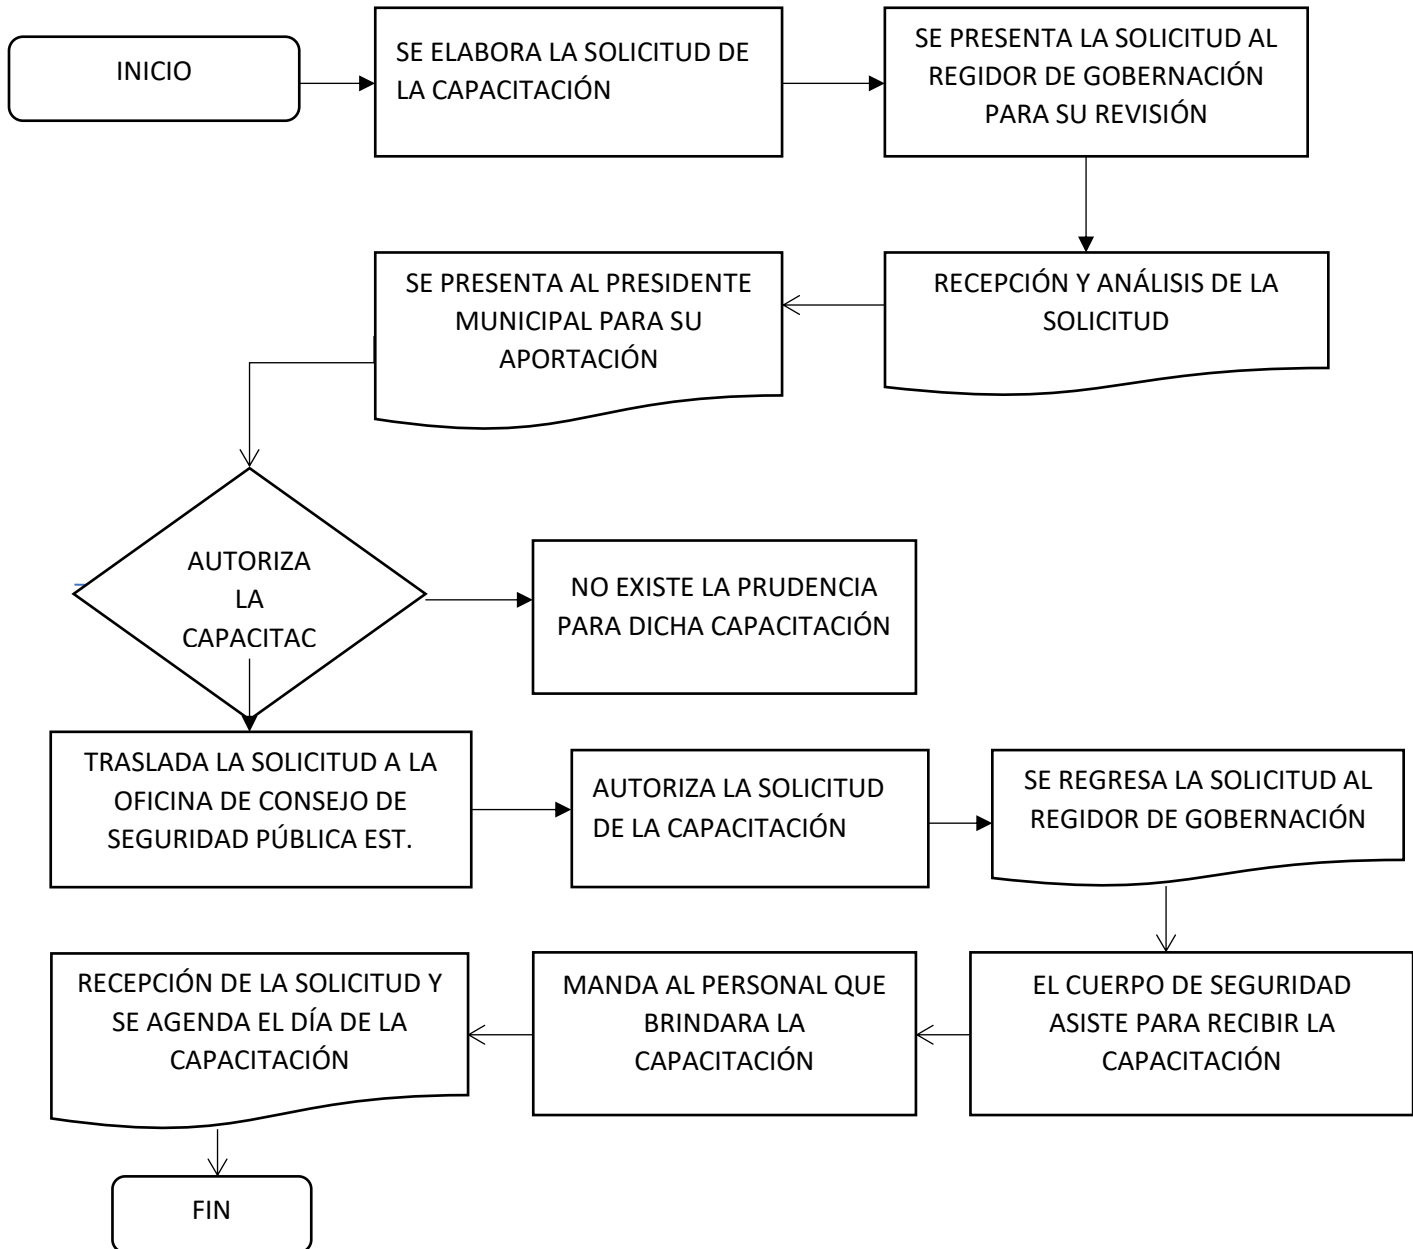 INICIO
SE ELABORA LA SOLICITUD DE
LA CAPACITACIÓN
SE PRESENTA LA SOLICITUD AL
REGIDOR DE GOBERNACIÓN
PARA SU REVISIÓN
RECEPCIÓN Y ANÁLISIS DE LA
SOLICITUD
SE PRESENTA AL PRESIDENTE
MUNICIPAL PARA SU
APORTACIÓN
AUTORIZA
LA
CAPACITAC
NO EXISTE LA PRUDENCIA
PARA DICHA CAPACITACIÓN
TRASLADA LA SOLICITUD A LA
OFICINA DE CONSEJO DE
SEGURIDAD PÚBLICA EST.
AUTORIZA LA SOLICITUD
DE LA CAPACITACIÓN
SE REGRESA LA SOLICITUD AL
REGIDOR DE GOBERNACIÓN
EL CUERPO DE SEGURIDAD
ASISTE PARA RECIBIR LA
CAPACITACIÓN
MANDA AL PERSONAL QUE
BRINDARA LA
CAPACITACIÓN
RECEPCIÓN DE LA SOLICITUD Y
SE AGENDA EL DÍA DE LA
CAPACITACIÓN
FIN